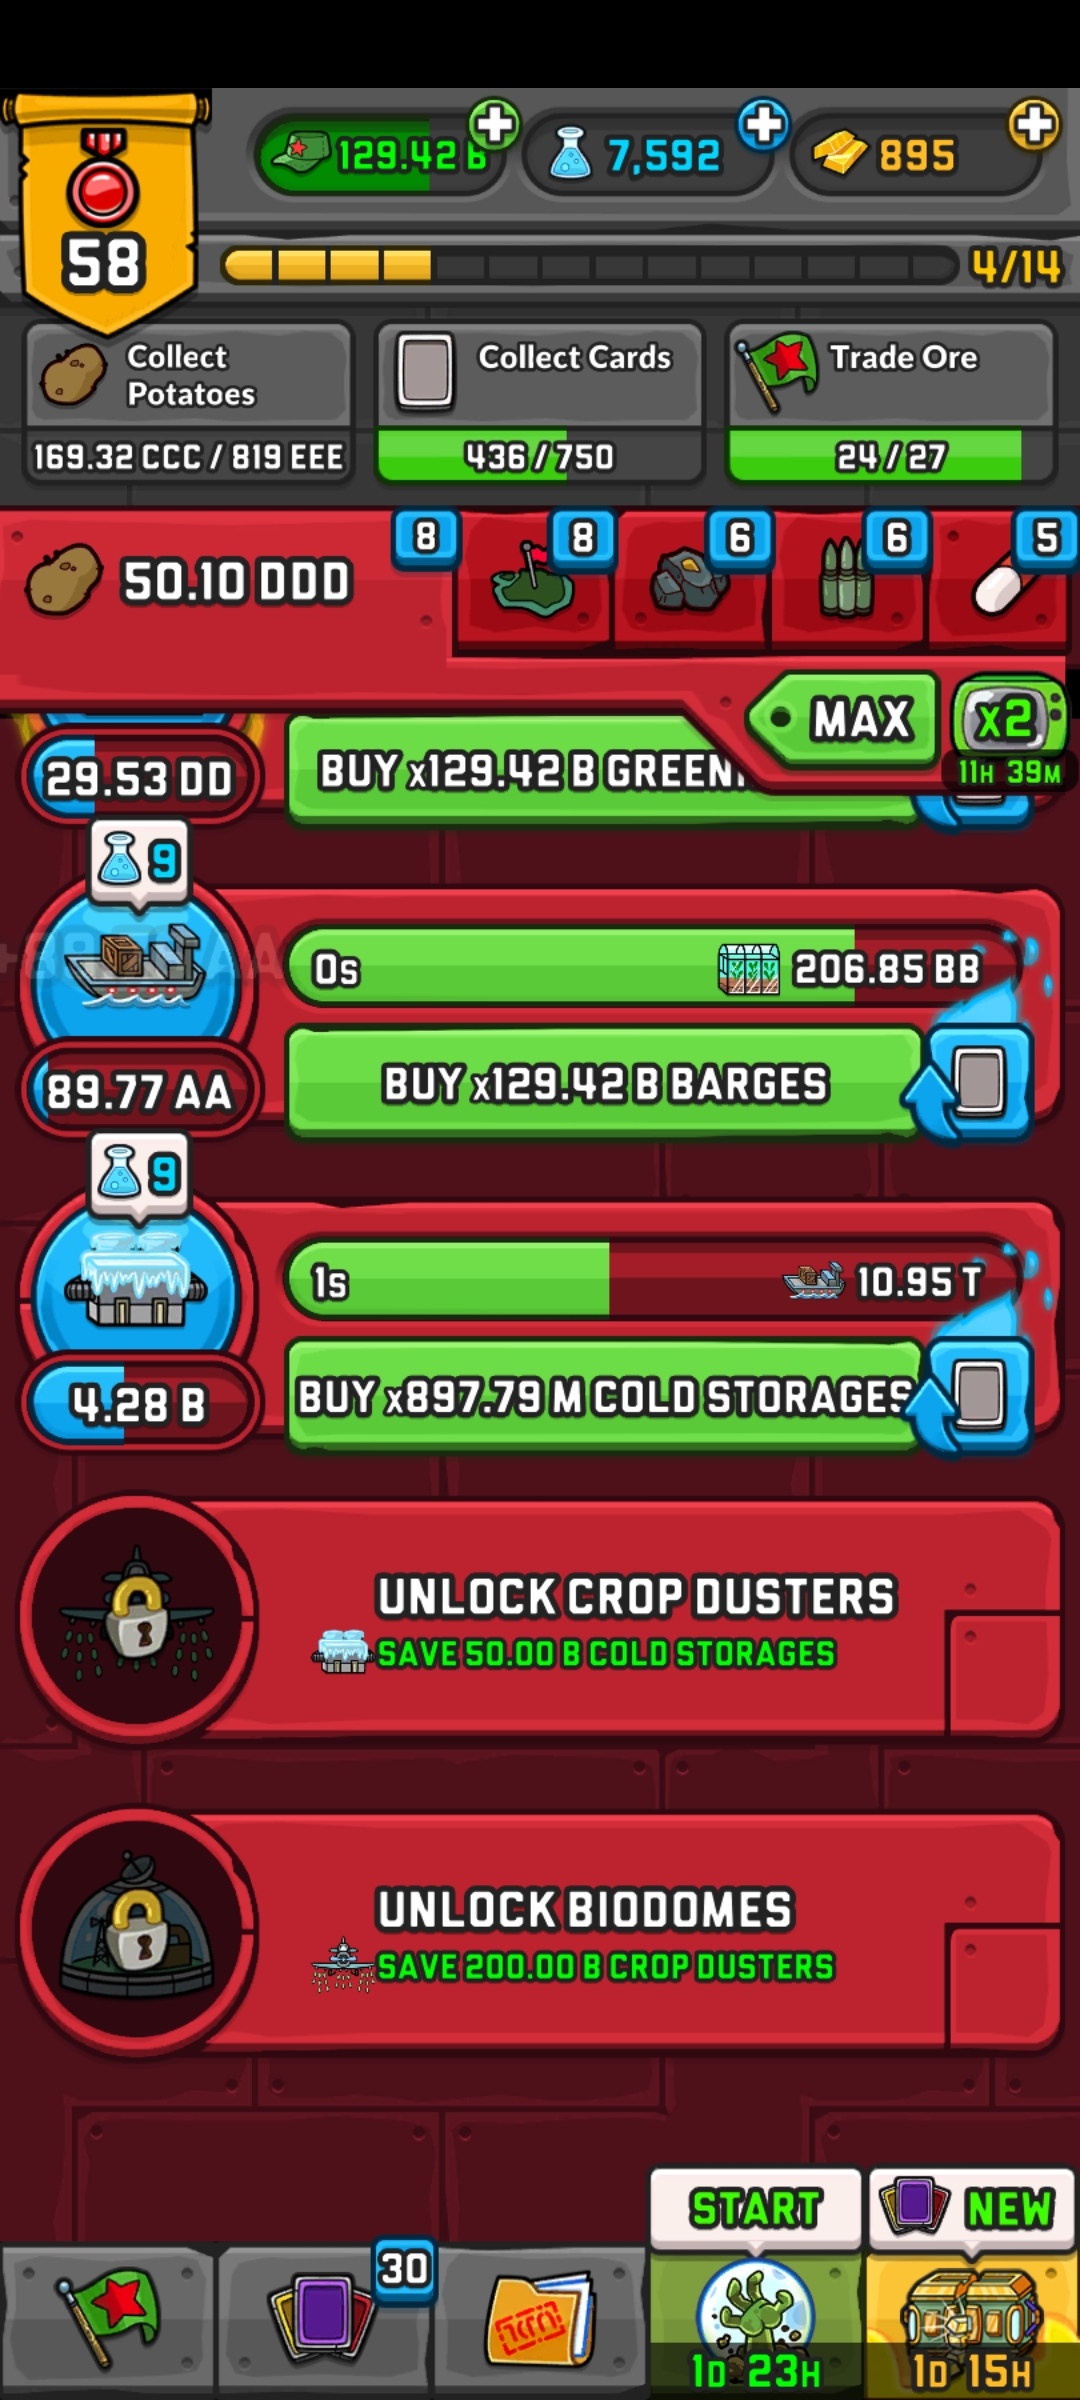 129.42 B
7,592
895
58
4/14
Collect
Potatoes
Collect Cards
Trade Ore
169.32 CCC / 819 EEE
436 / 750
24 / 27
50.10 DDD
8
8
6
6
5
MAX
x2
11H 39M
29.53 DD
BUY x129.42 B
9
0s
206.85 BB
89.77 AA
BUY x129.42 B BARGES
9
1s
10.95 T
4.28 B
BUY x897.79 M COLD STORAGES
UNLOCK CROP DUSTERS
SAVE 50.00 B COLD STORAGES
UNLOCK BIODOMES
SAVE 200.00 B CROP DUSTERS
START
NEW
30
1D 23H
1D 15H